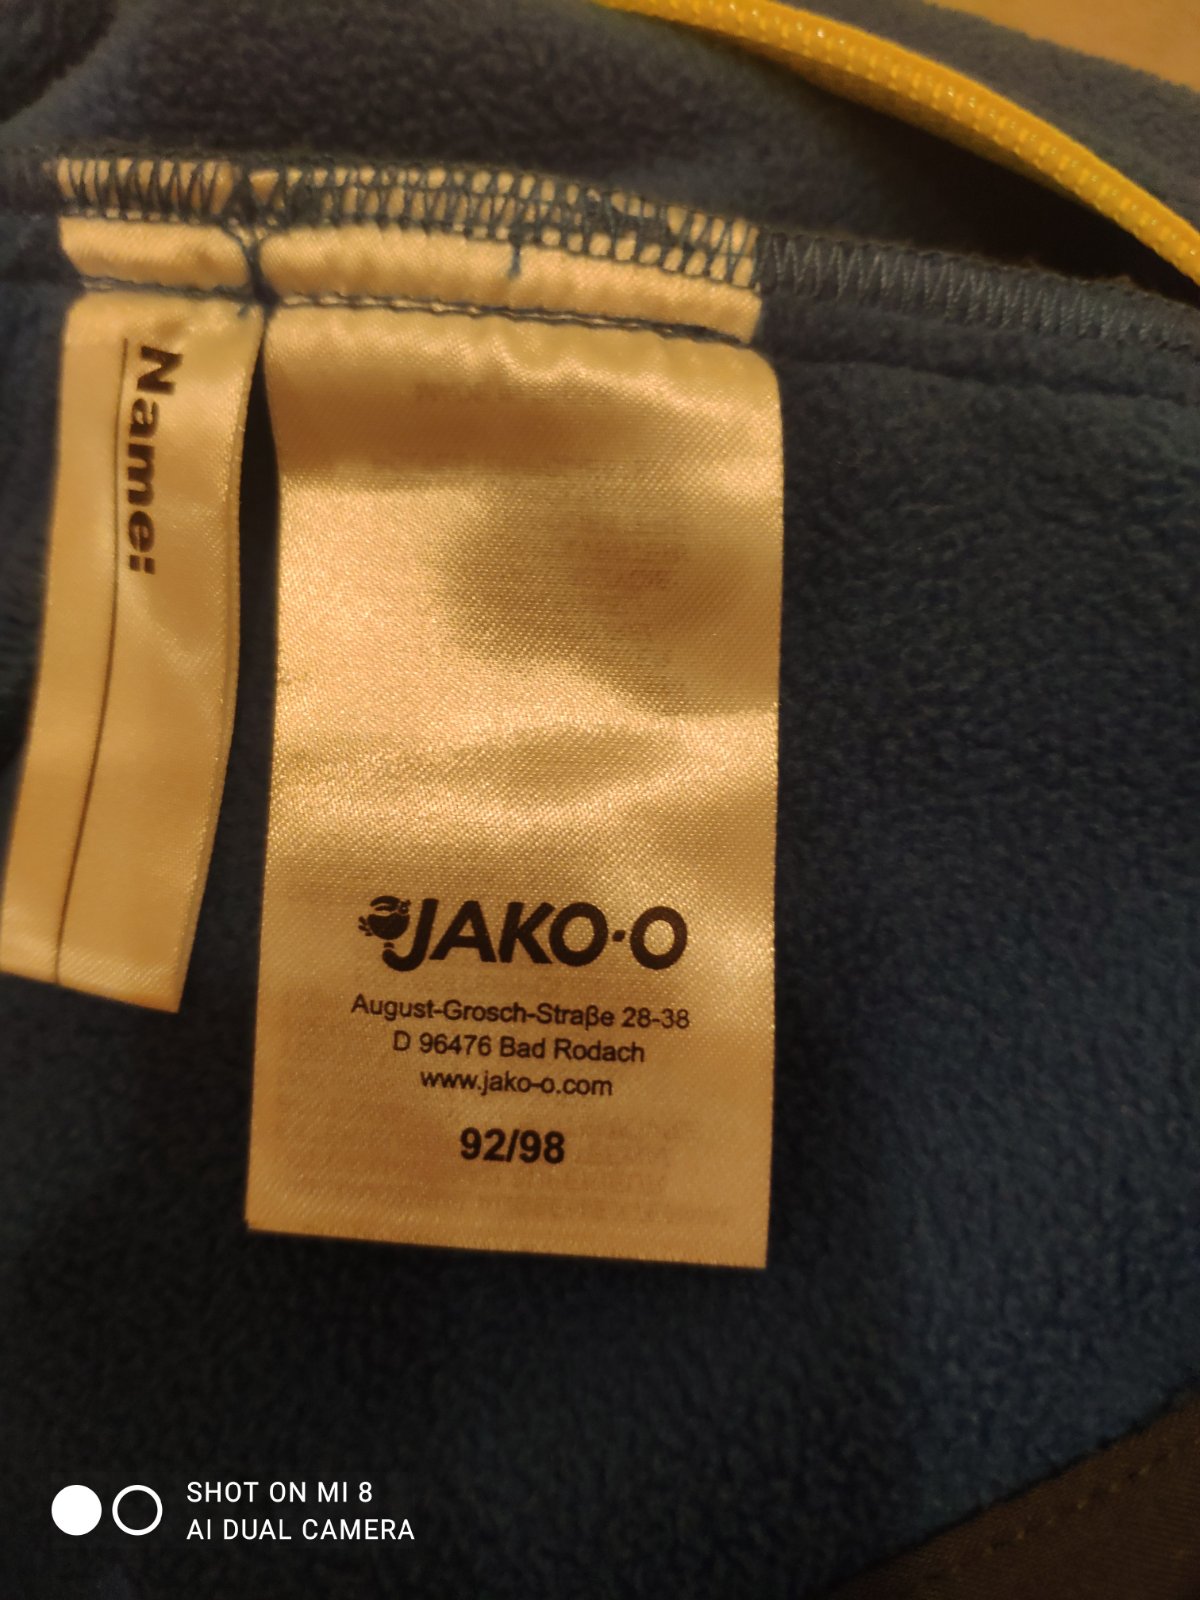 Name:
JAKO-O
August-Grosch-Straße 28-38
D 96476 Bad Rodach
www.jako-o.com
92/98
SHOT ON MI 8
AI DUAL CAMERA